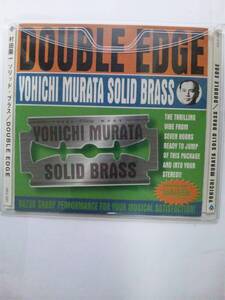 DOUBLE EDGE
YOHICHI MURATA SOLID BRASS
THE THRILLING
VIBE FROM
SEVEN HORNS
READY TO JUMP
OF THIS PACKAGE
AND INTO YOUR
STEREO!!
YOHICHI MURATA
SOLID BRASS
RAZOR SHARP PERFORMANCE FOR YOUR MUSICAL SATISFACTION!
村田陽一ソリッド・ブラス/DOUBLE EDGE
YOHICHI MURATA SOLID BRASS/DOUBLE EDGE